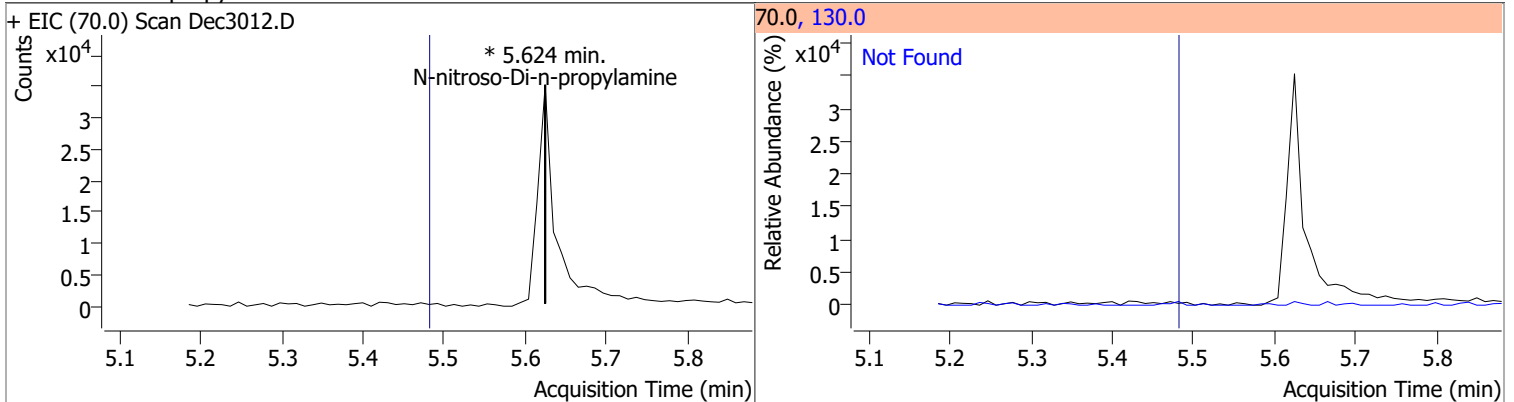 + EIC (70.0) Scan Dec3012.D
Counts
x10⁴
* 5.624 min.
N-nitroso-Di-n-propylamine
3
2.5
2
1.5
1
0.5
0
5.1 5.2 5.3 5.4 5.5 5.6 5.7 5.8
Acquisition Time (min)
70.0, 130.0
Relative Abundance (%)
x10⁴
Not Found
3
2.5
2
1.5
1
0.5
0
5.1 5.2 5.3 5.4 5.5 5.6 5.7 5.8
Acquisition Time (min)